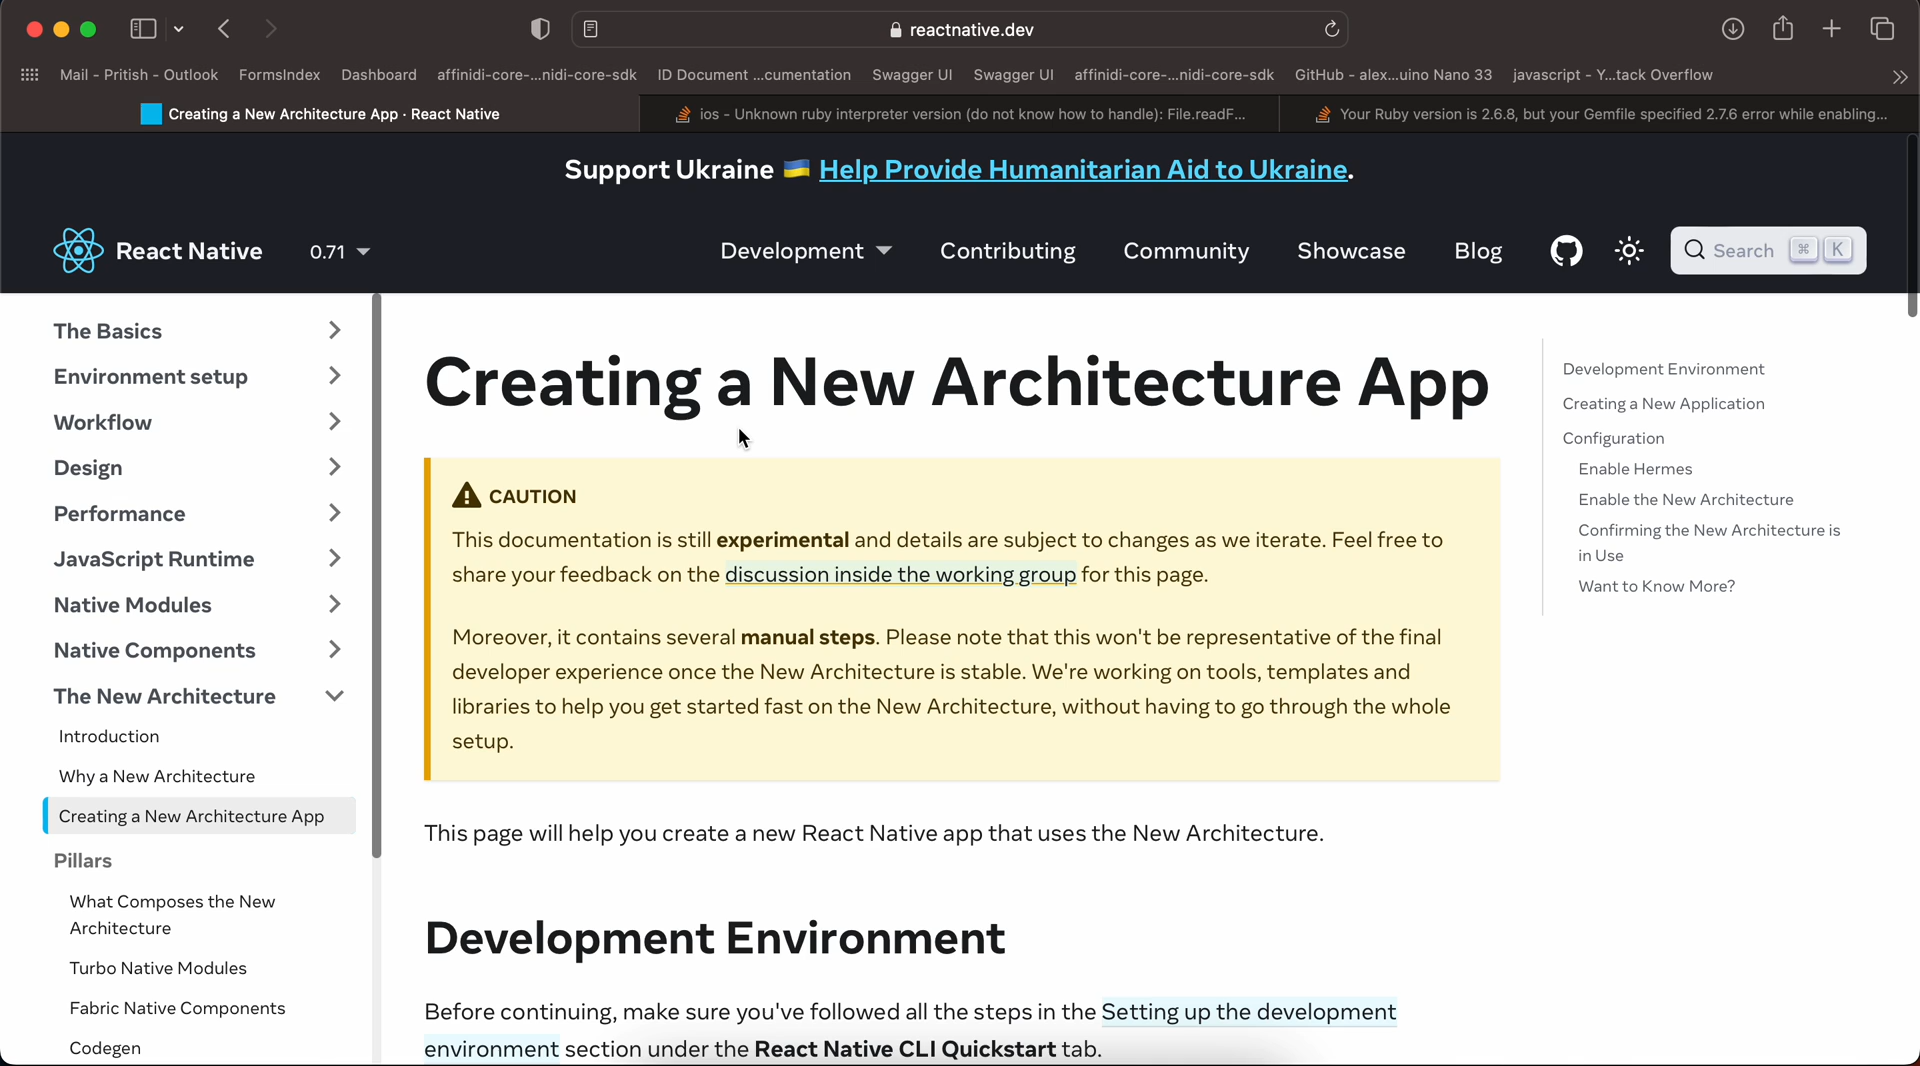 reactnative.dev
Mail - Pritish - Outlook FormsIndex Dashboard affinidi-core-...nidi-core-sdk ID Document ...cumentation Swagger UI Swagger UI affinidi-core-...nidi-core-sdk GitHub - alex...uino Nano 33 javascript - Y...tack Overflow
Creating a New Architecture App · React Native ios - Unknown ruby interpreter version (do not know how to handle): File.readF... Your Ruby version is 2.6.8, but your Gemfile specified 2.7.6 error while enabling...
Support Ukraine 🇺🇦 Help Provide Humanitarian Aid to Ukraine.
React Native 0.71 Development Contributing Community Showcase Blog Search ⌘ K
The Basics
Environment setup
Workflow
Design
Performance
JavaScript Runtime
Native Modules
Native Components
The New Architecture
Introduction
Why a New Architecture
Creating a New Architecture App
Pillars
What Composes the New
Architecture
Turbo Native Modules
Fabric Native Components
Codegen
Creating a New Architecture App
CAUTION
This documentation is still experimental and details are subject to changes as we iterate. Feel free to
share your feedback on the discussion inside the working group for this page.
Moreover, it contains several manual steps. Please note that this won't be representative of the final
developer experience once the New Architecture is stable. We're working on tools, templates and
libraries to help you get started fast on the New Architecture, without having to go through the whole
setup.
This page will help you create a new React Native app that uses the New Architecture.
Development Environment
Before continuing, make sure you've followed all the steps in the Setting up the development
environment section under the React Native CLI Quickstart tab.
Development Environment
Creating a New Application
Configuration
Enable Hermes
Enable the New Architecture
Confirming the New Architecture is
in Use
Want to Know More?